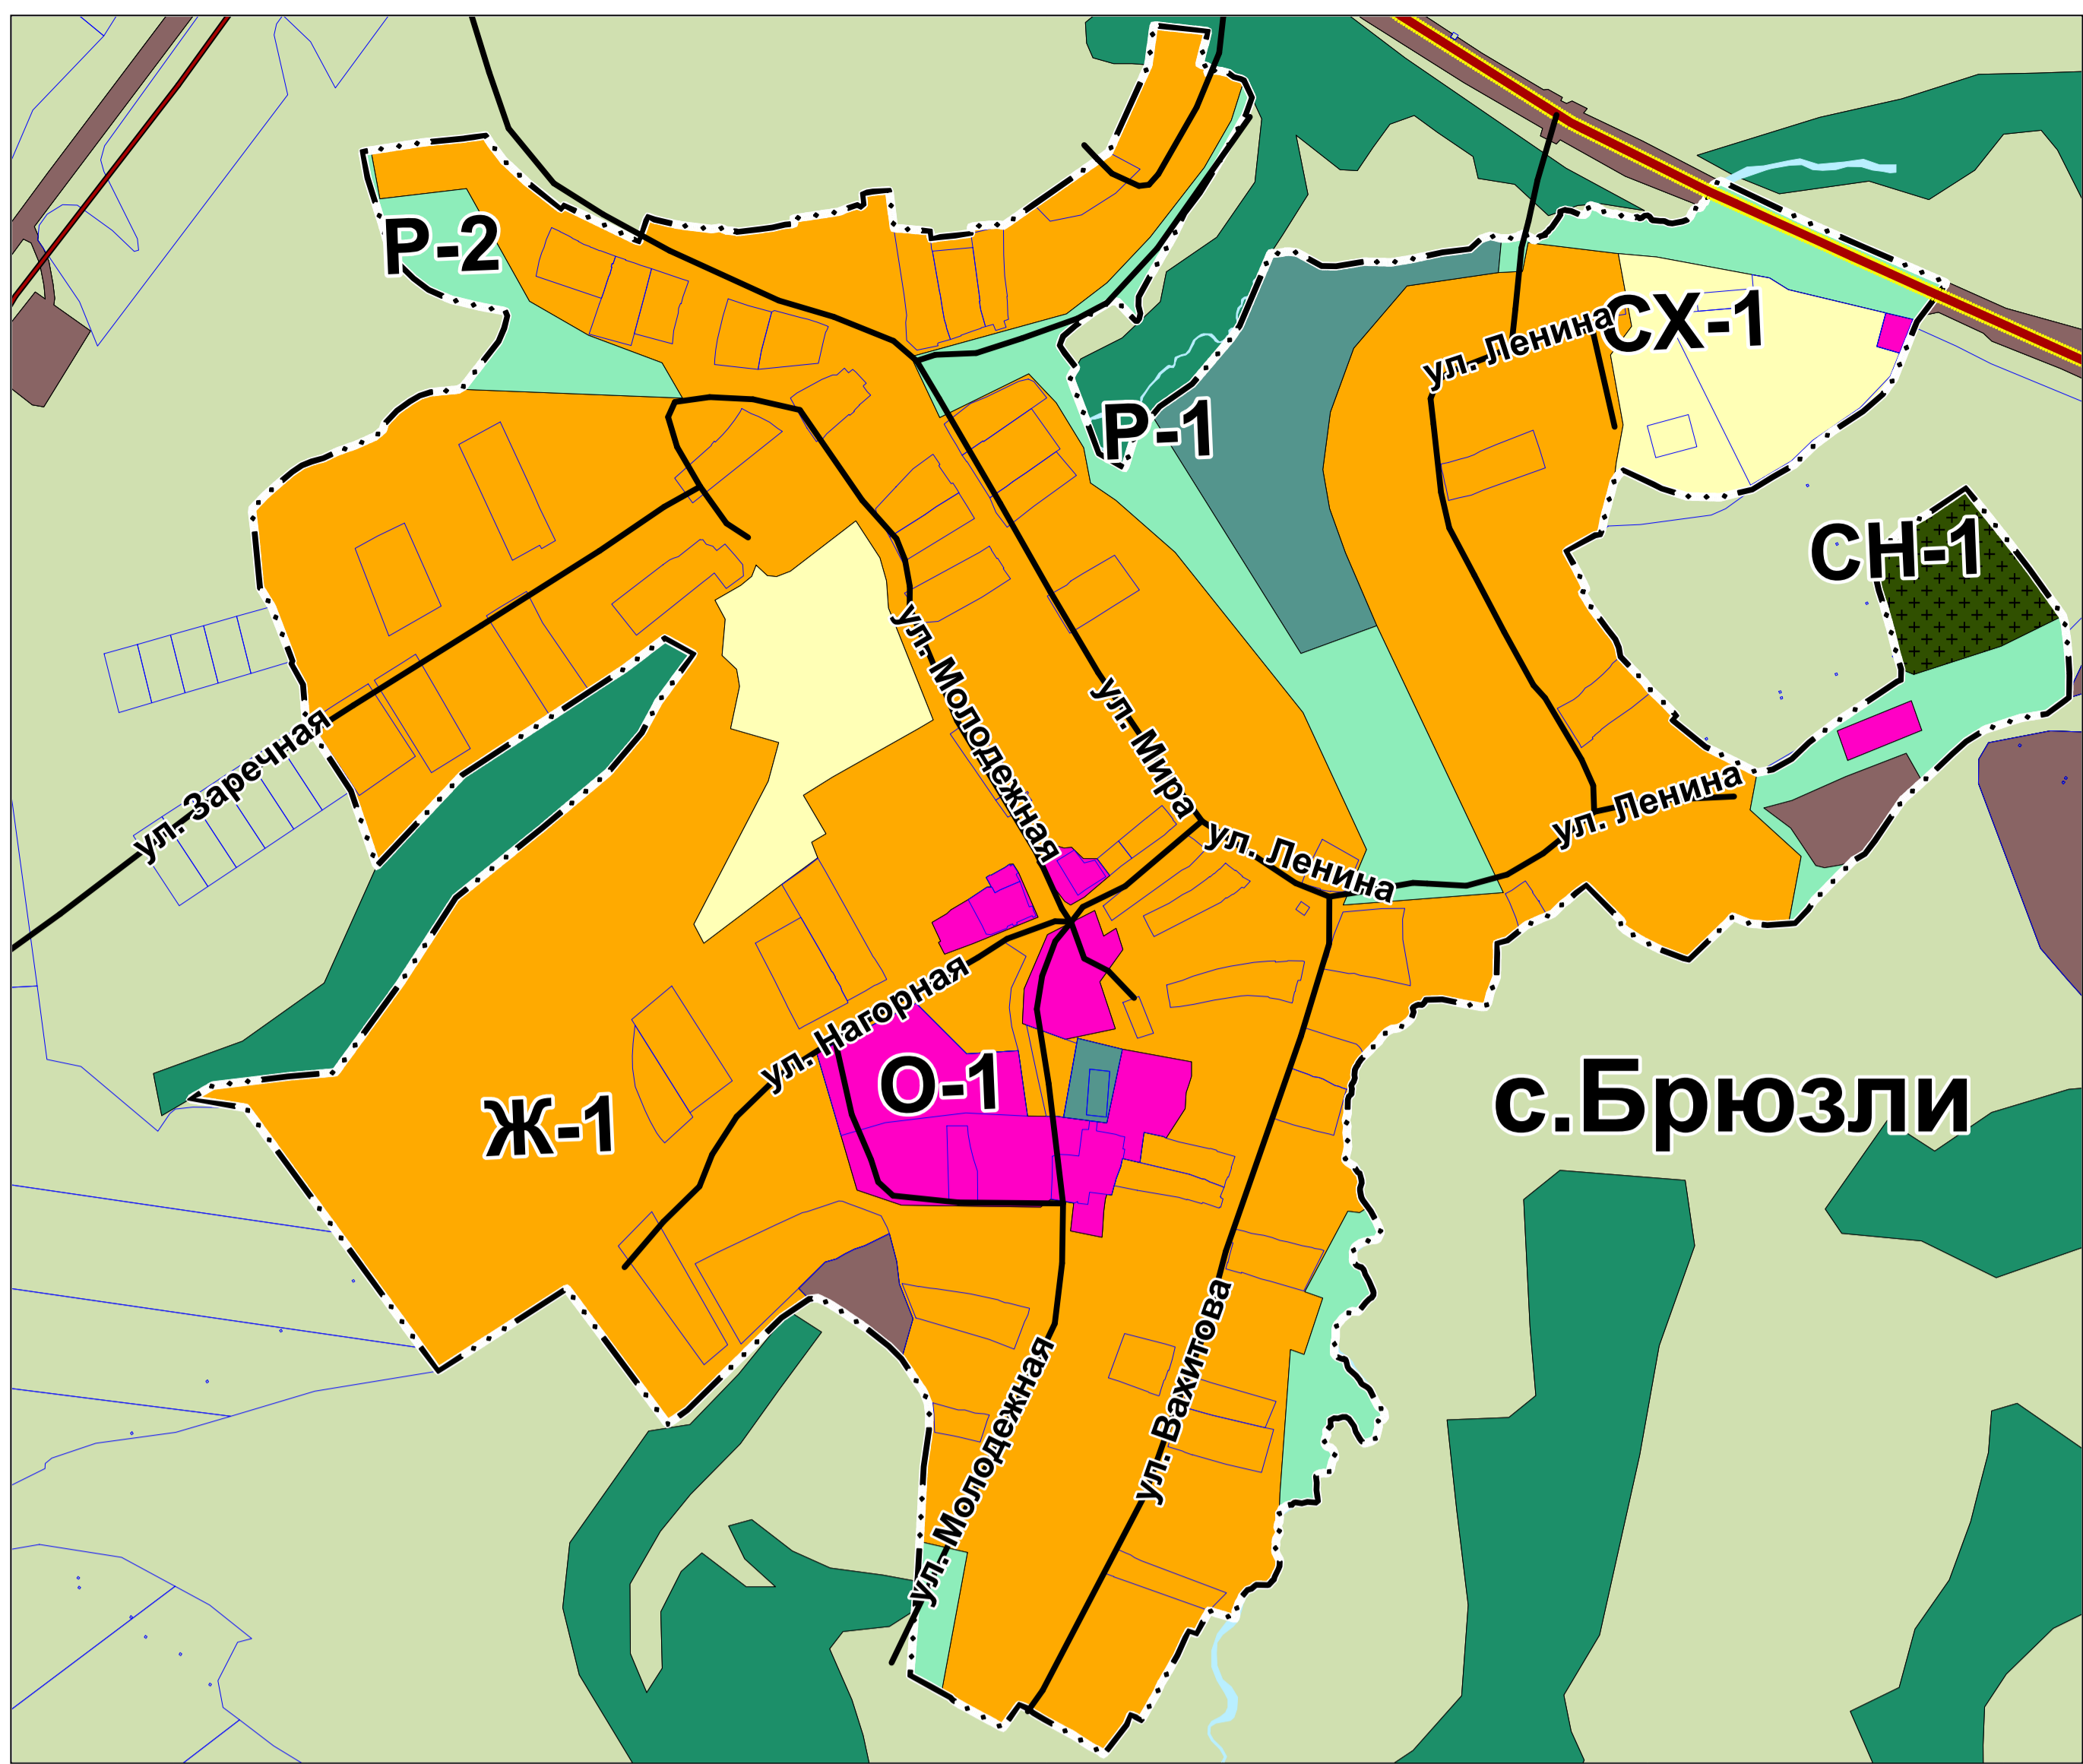 Р-2
СХ-1
ул. Ленина
Р-1
СН-1
ул. Молодежная
ул. Мира
ул. Заречная
ул. Ленина
ул. Ленина
ул. Нагорная
О-1
Ж-1
с.Брюзли
ул. Вахитова
ул. Молодежная